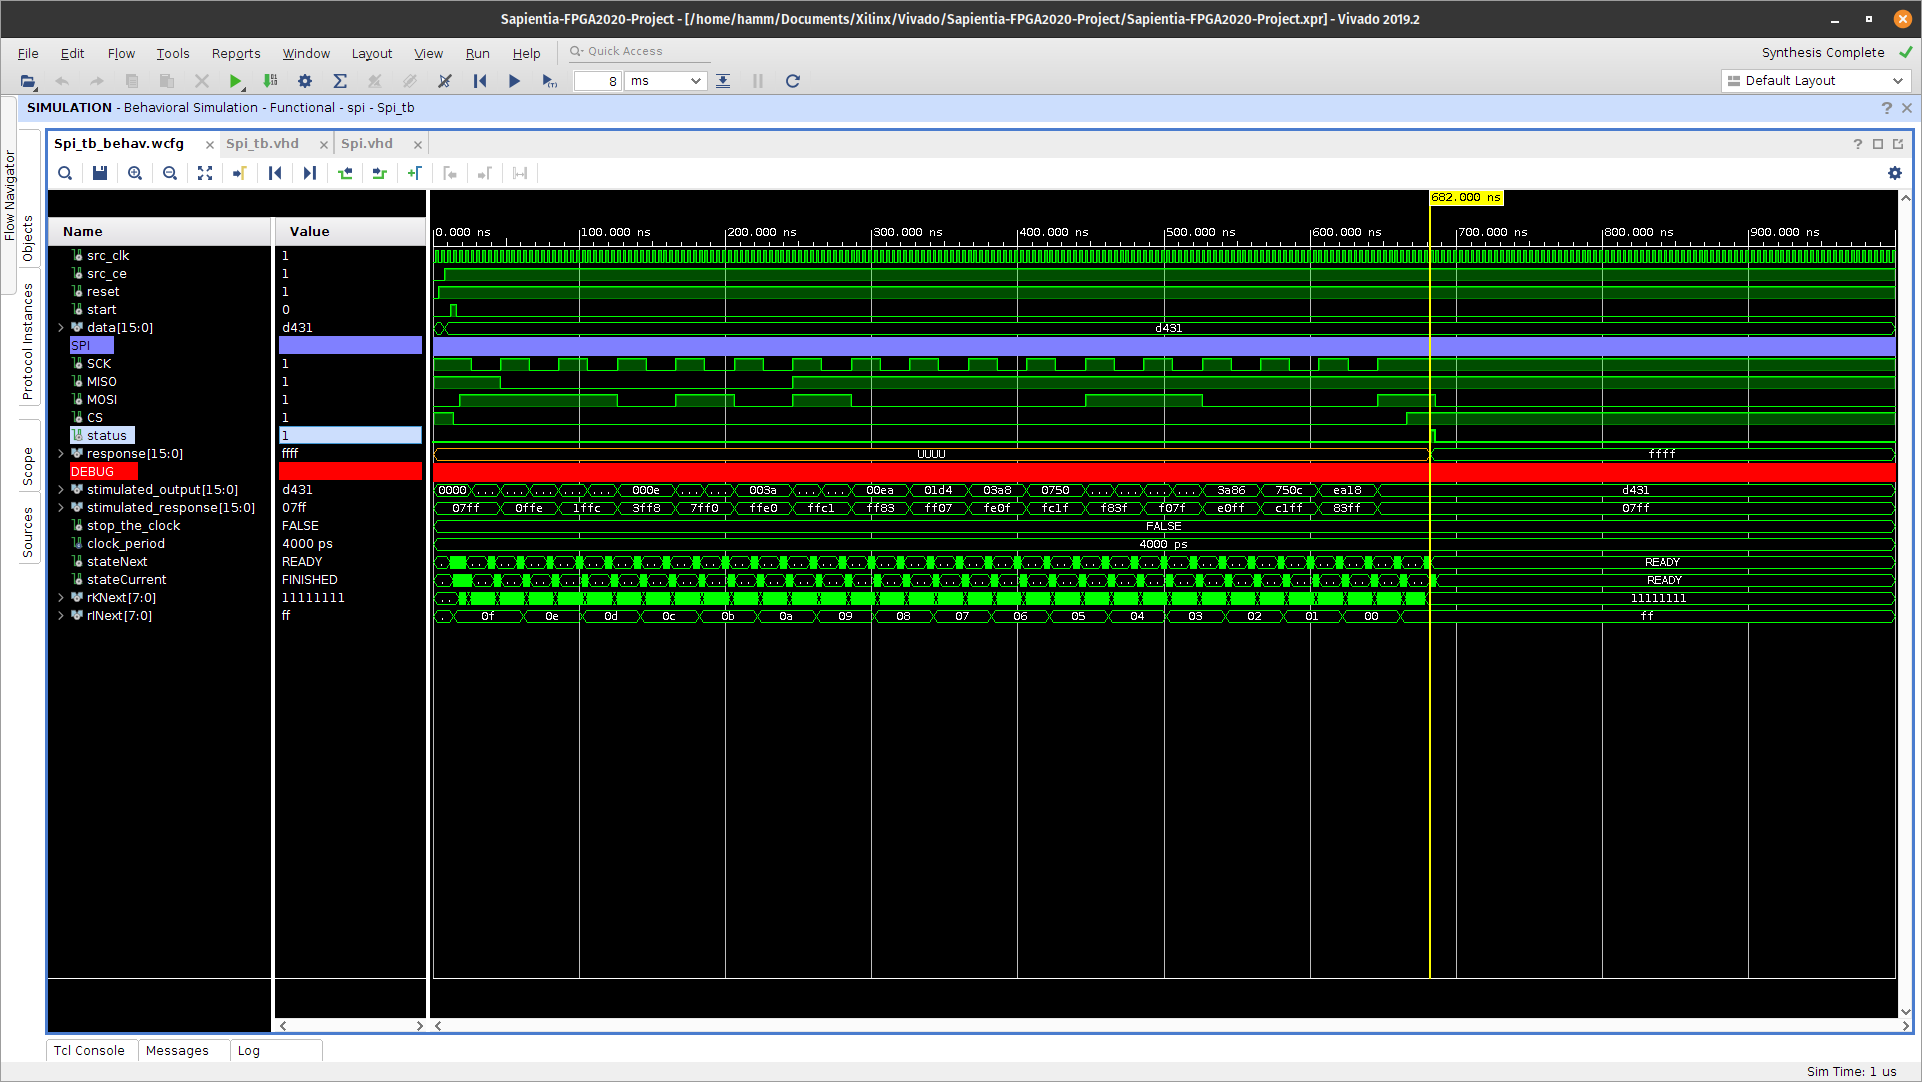 Sapientia-FPGA2020-Project - [/home/hamm/Documents/Xilinx/Vivado/Sapientia-FPGA2020-Project/Sapientia-FPGA2020-Project.xpr] - Vivado 2019.2
File Edit Flow Tools Reports Window Layout View Run Help Quick Access Synthesis Complete
8 ms Default Layout
SIMULATION - Behavioral Simulation - Functional - spi - Spi_tb
Flow Navigator
Objects
Protocol Instances
Scope
Sources
Spi_tb_behav.wcfg Spi_tb.vhd Spi.vhd
682.000 ns
Name Value
0.000 ns 100.000 ns 200.000 ns 300.000 ns 400.000 ns 500.000 ns 600.000 ns 700.000 ns 800.000 ns 900.000 ns
src_clk 1
src_ce 1
reset 1
start 0
data[15:0] d431 d431
SPI
SCK 1
MISO 1
MOSI 1
CS 1
status 1
response[15:0] ffff UUUU ffff
DEBUG
stimulated_output[15:0] d431 0000 ... ... ... ... ... 000e ... ... 003a ... ... 00ea 01d4 03a8 0750 ... ... ... ... 3a86 750c ea18 d431
stimulated_response[15:0] 07ff 07ff 0ffe 1ffc 3ff8 7ff0 ffe0 ffc1 ff83 ff07 fe0f fc1f f83f f07f e0ff c1ff 83ff 07ff
stop_the_clock FALSE FALSE
clock_period 4000 ps 4000 ps
stateNext READY READY
stateCurrent FINISHED READY
rKNext[7:0] 11111111 11111111
rINext[7:0] ff 0f 0e 0d 0c 0b 0a 09 08 07 06 05 04 03 02 01 00 ff
Tcl Console Messages Log
Sim Time: 1 us